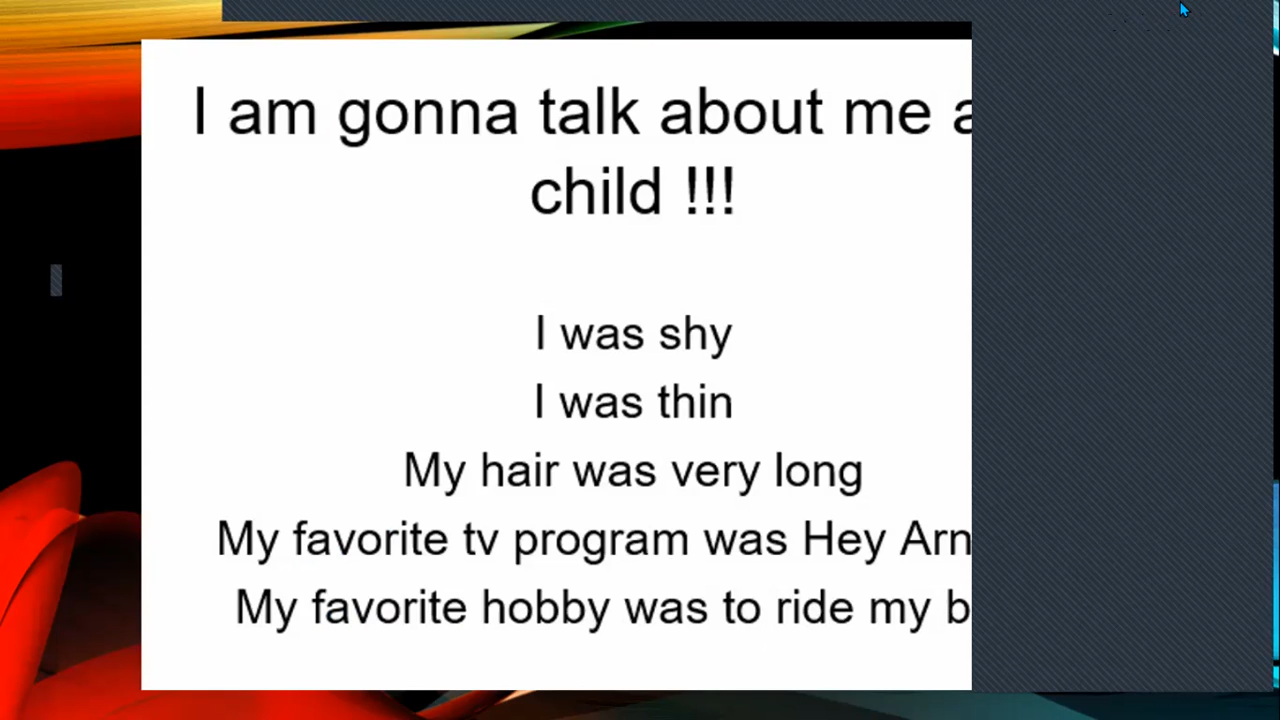 I am gonna talk about me
child !!!
I was shy
I was thin
My hair was very long
My favorite tv program was Hey
My favorite hobby was to ride my